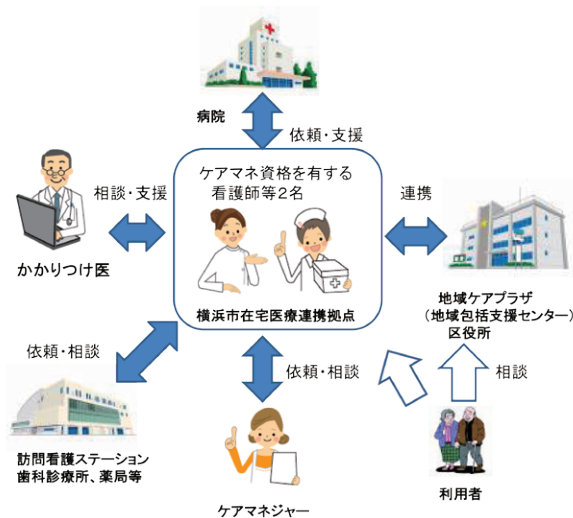 病院
依頼・支援
ケアマネ資格を有する
看護師等2名
相談・支援
連携
かかりつけ医
横浜市在宅医療連携拠点
地域ケアプラザ
（地域包括支援センター）
区役所
依頼・相談
依頼・相談
相談
訪問看護ステーション
歯科診療所、薬局等
ケアマネジャー
利用者